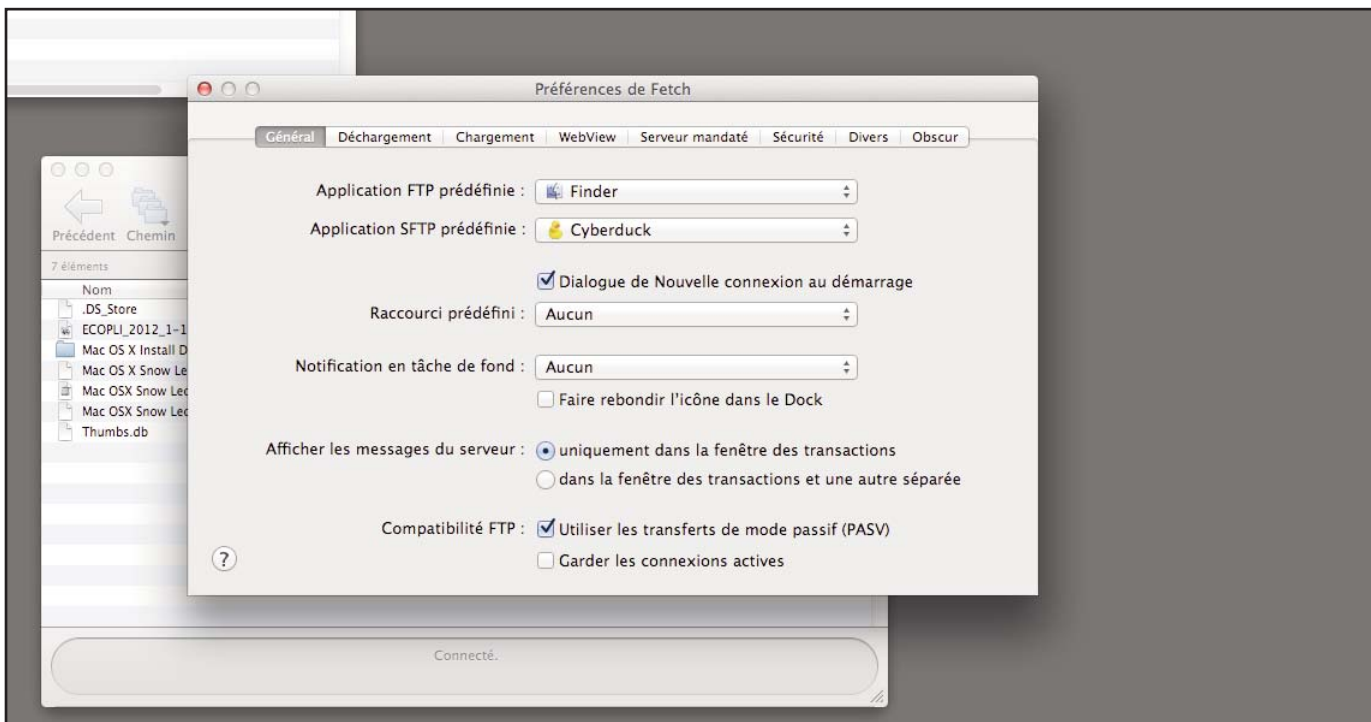 Préférences de Fetch
Général Déchargement Chargement WebView Serveur mandaté Sécurité Divers Obscur
Application FTP prédéfinie : Finder
Application SFTP prédéfinie : Cyberduck
Dialogue de Nouvelle connexion au démarrage
Raccourci prédéfini : Aucun
Notification en tâche de fond : Aucun
Faire rebondir l'icône dans le Dock
Afficher les messages du serveur : uniquement dans la fenêtre des transactions
dans la fenêtre des transactions et une autre séparée
Compatibilité FTP : Utiliser les transferts de mode passif (PASV)
Garder les connexions actives
?
Précédent Chemin
7 éléments
Nom
.DS_Store
ECOPLI_2012_1-1
Mac OS X Install D
Mac OS X Snow Le
Mac OSX Snow Leo
Mac OSX Snow Leo
Thumbs.db
Connecté.